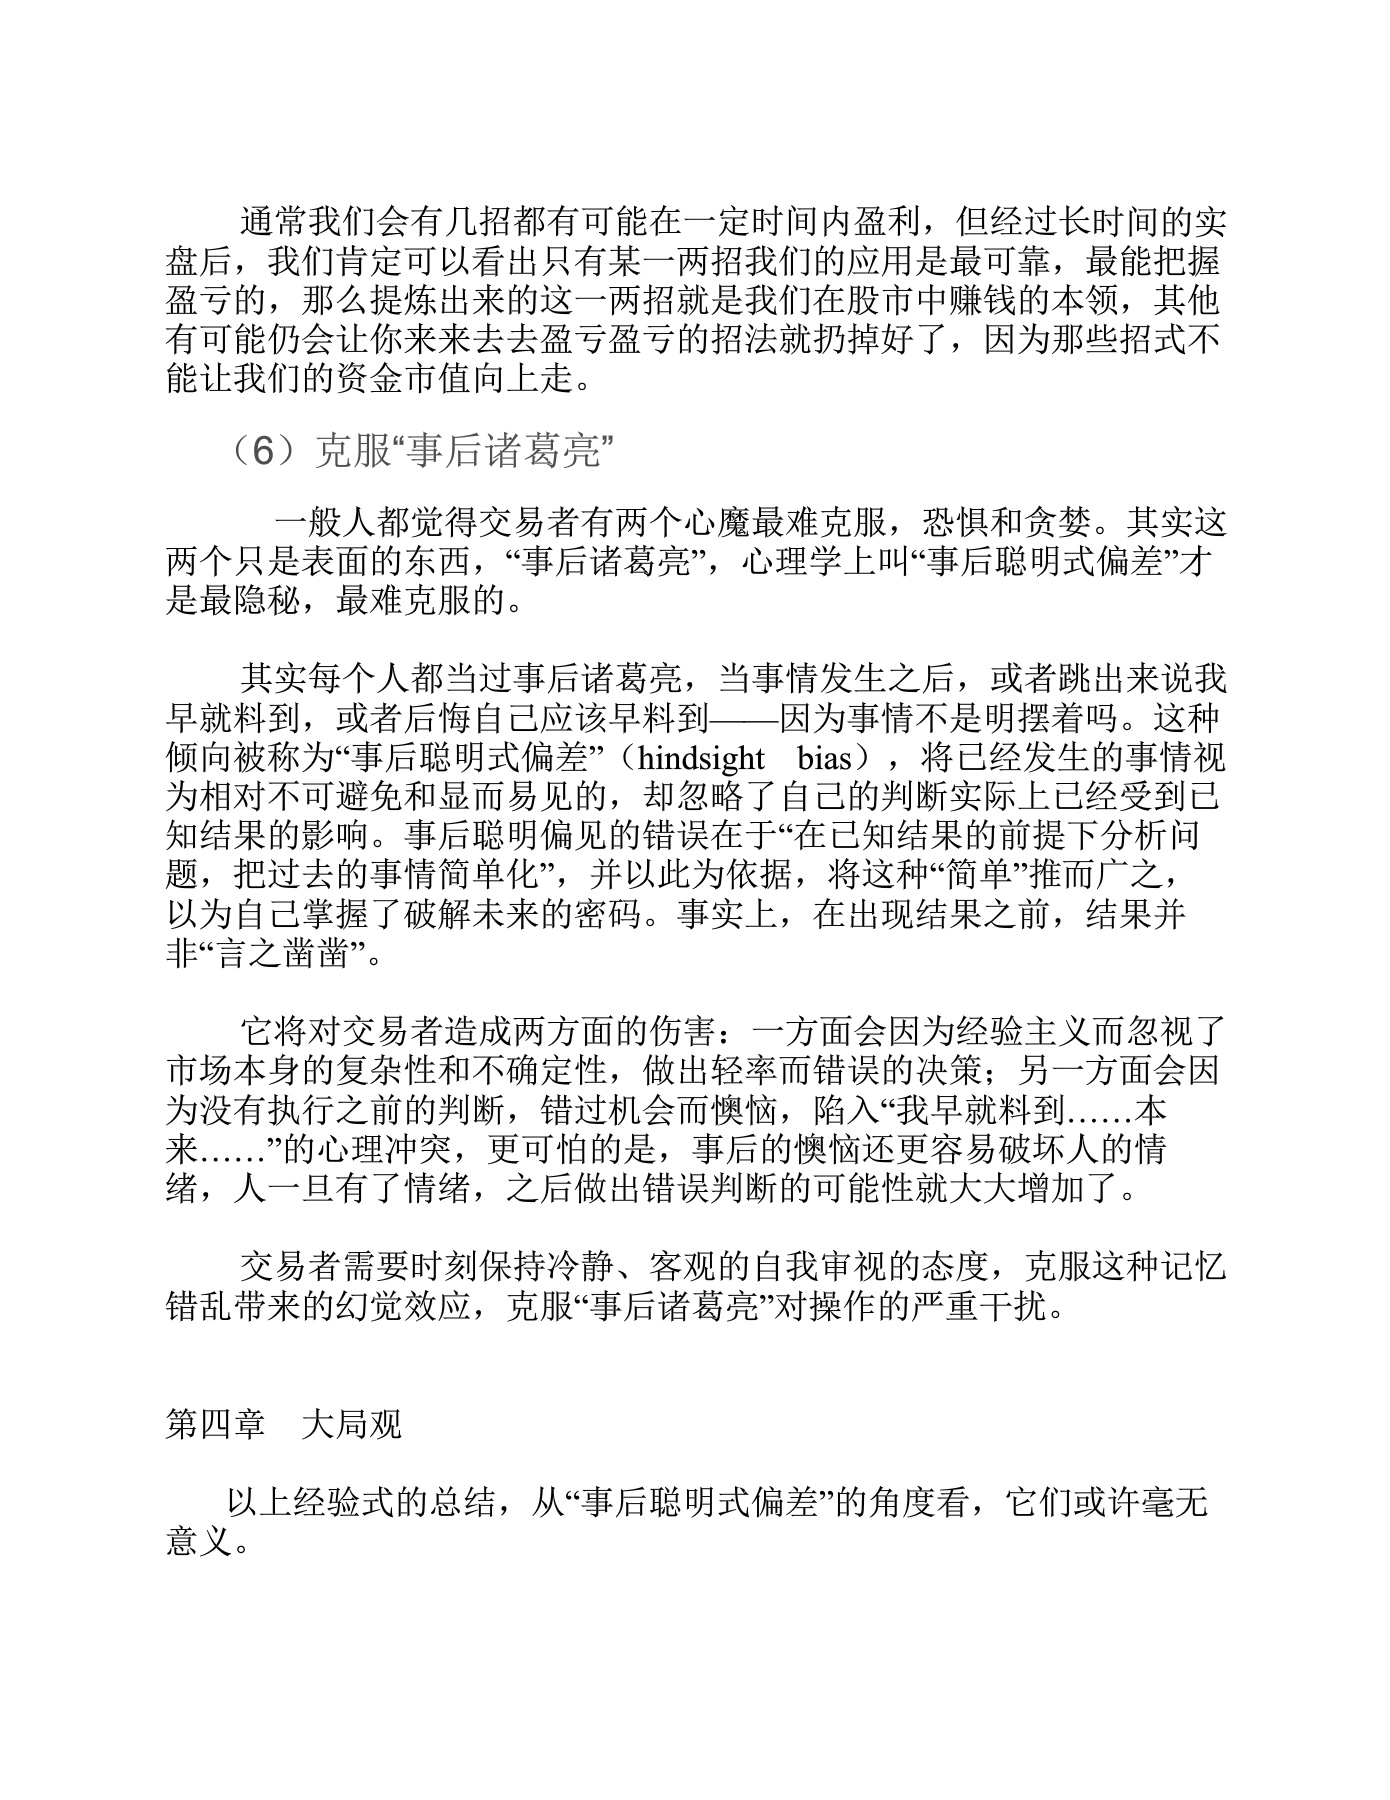 通常我们会有几招都有可能在一定时间内盈利，但经过长时间的实
盘后，我们肯定可以看出只有某一两招我们的应用是最可靠，最能把握
盈亏的，那么提炼出来的这一两招就是我们在股市中赚钱的本领，其他
有可能仍会让你来来去去盈亏盈亏的招法就扔掉好了，因为那些招式不
能让我们的资金市值向上走。
（6）克服“事后诸葛亮”
一般人都觉得交易者有两个心魔最难克服，恐惧和贪婪。其实这
两个只是表面的东西，“事后诸葛亮”，心理学上叫“事后聪明式偏差”才
是最隐秘，最难克服的。
其实每个人都当过事后诸葛亮，当事情发生之后，或者跳出来说我
早就料到，或者后悔自己应该早料到——因为事情不是明摆着吗。这种
倾向被称为“事后聪明式偏差”（hindsight　bias），将已经发生的事情视
为相对不可避免和显而易见的，却忽略了自己的判断实际上已经受到已
知结果的影响。事后聪明偏见的错误在于“在已知结果的前提下分析问
题，把过去的事情简单化”，并以此为依据，将这种“简单”推而广之，
以为自己掌握了破解未来的密码。事实上，在出现结果之前，结果并
非“言之凿凿”。
它将对交易者造成两方面的伤害：一方面会因为经验主义而忽视了
市场本身的复杂性和不确定性，做出轻率而错误的决策；另一方面会因
为没有执行之前的判断，错过机会而懊恼，陷入“我早就料到……本
来……”的心理冲突，更可怕的是，事后的懊恼还更容易破坏人的情
绪，人一旦有了情绪，之后做出错误判断的可能性就大大增加了。
交易者需要时刻保持冷静、客观的自我审视的态度，克服这种记忆
错乱带来的幻觉效应，克服“事后诸葛亮”对操作的严重干扰。
第四章　大局观
以上经验式的总结，从“事后聪明式偏差”的角度看，它们或许毫无
意义。